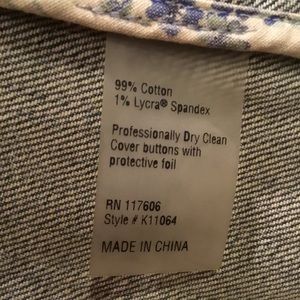 99% Cotton
1% Lycra® Spandex
Professionally Dry Clean
Cover buttons with
protective foil
RN 117606
Style # K11064
MADE IN CHINA